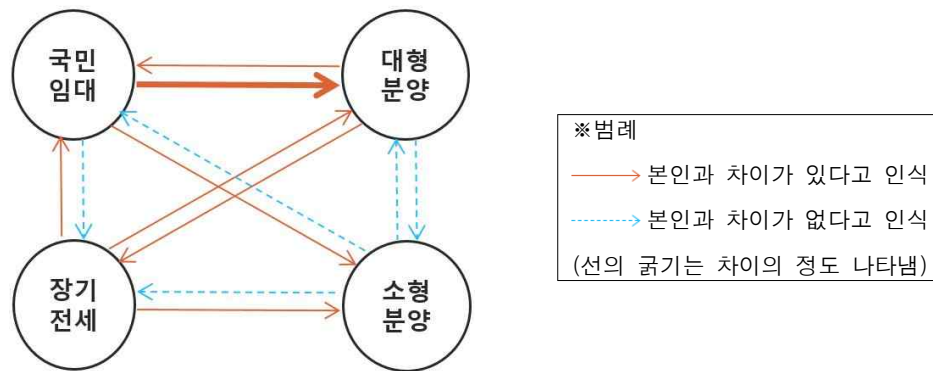 국민
임대
대형
분양
장기
전세
소형
분양
※범례
본인과 차이가 있다고 인식
본인과 차이가 없다고 인식
(선의 굵기는 차이의 정도 나타냄)